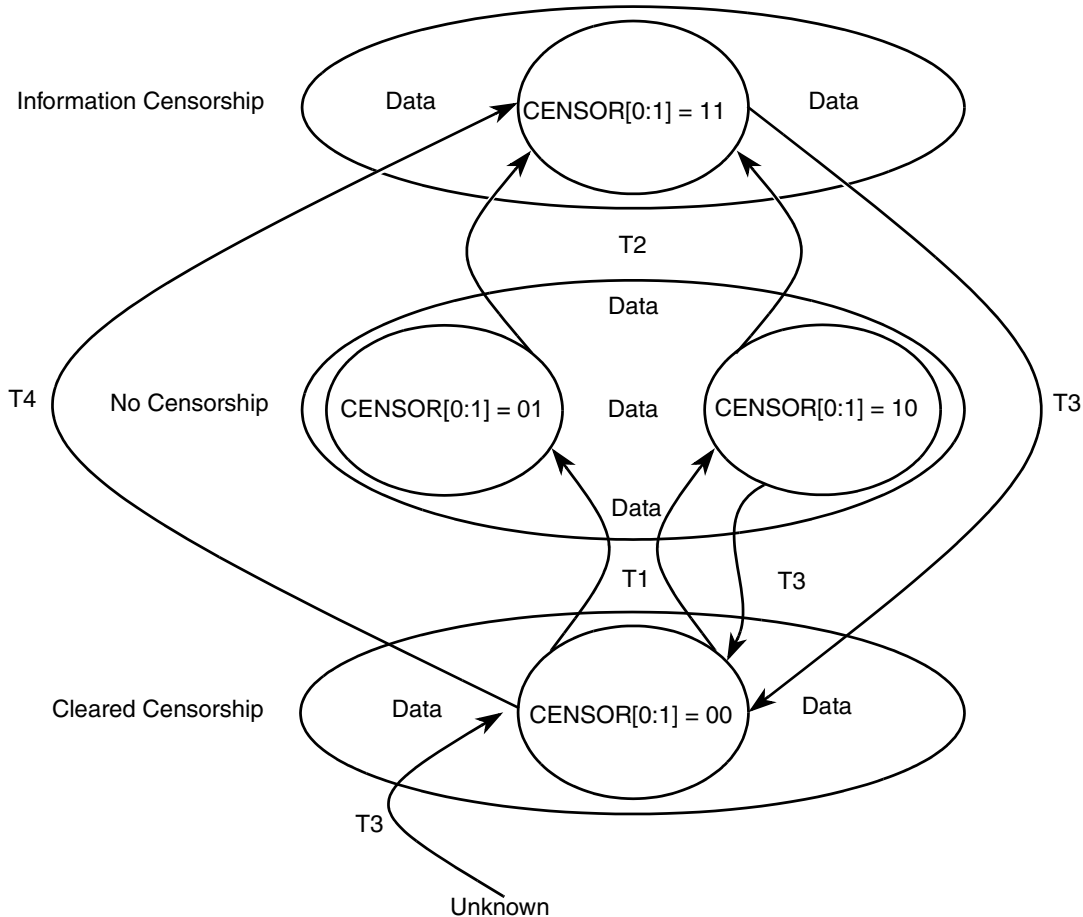 Information Censorship
Data
CENSOR[0:1] = 11
Data
T2
Data
T4
No Censorship
CENSOR[0:1] = 01
Data
CENSOR[0:1] = 10
T3
Data
T1
T3
Cleared Censorship
Data
CENSOR[0:1] = 00
Data
T3
Unknown